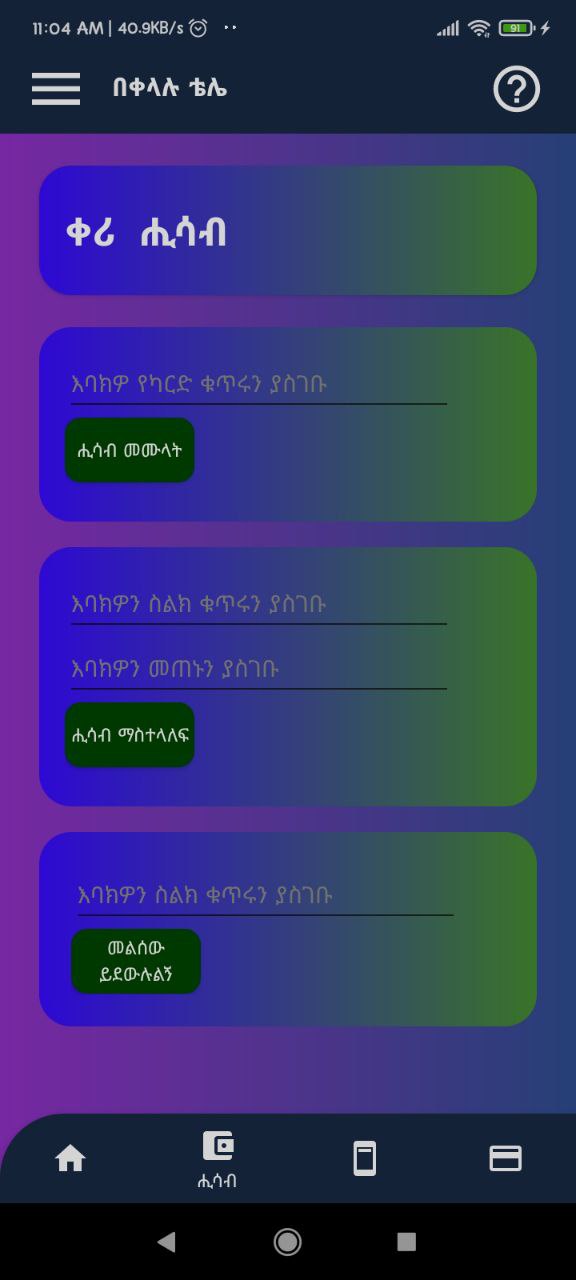 11:04 AM | 40.9KB/s
91
በቀላሉ ቴሌ
ቀሪ ሒሳብ
እባክዎ የካርድ ቁጥሩን ያስገቡ
ሒሳብ መሙላት
እባክዎን ስልክ ቁጥሩን ያስገቡ
እባክዎን መጠኑን ያስገቡ
ሒሳብ ማስተላለፍ
እባክዎን ስልክ ቁጥሩን ያስገቡ
መልሰው
ይደውሉልኝ
ሒሳብ